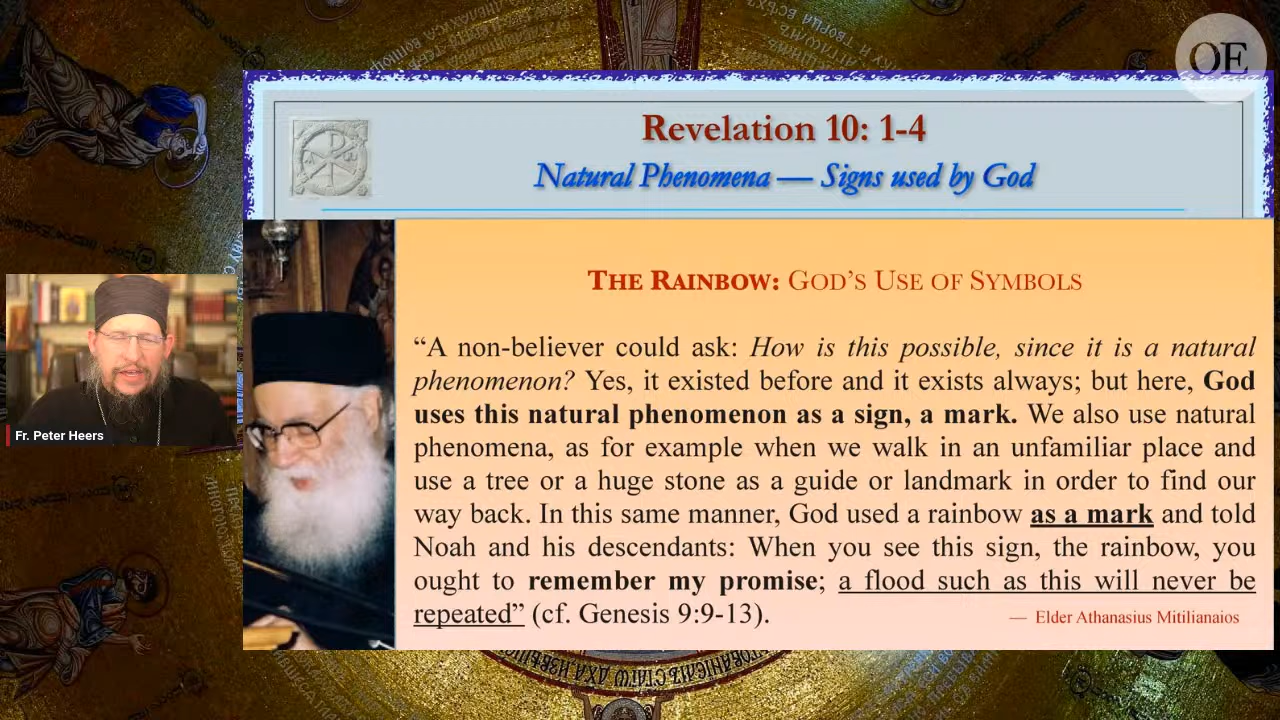 OE
Revelation 10: 1-4
Natural Phenomena — Signs used by God
THE RAINBOW: GOD'S USE OF SYMBOLS
“A non-believer could ask: How is this possible, since it is a natural
phenomenon? Yes, it existed before and it exists always; but here, God
uses this natural phenomenon as a sign, a mark. We also use natural
phenomena, as for example when we walk in an unfamiliar place and
use a tree or a huge stone as a guide or landmark in order to find our
way back. In this same manner, God used a rainbow as a mark and told
Noah and his descendants: When you see this sign, the rainbow, you
ought to remember my promise; a flood such as this will never be
repeated” (cf. Genesis 9:9-13).
— Elder Athanasius Mitilianaios
Fr. Peter Heers